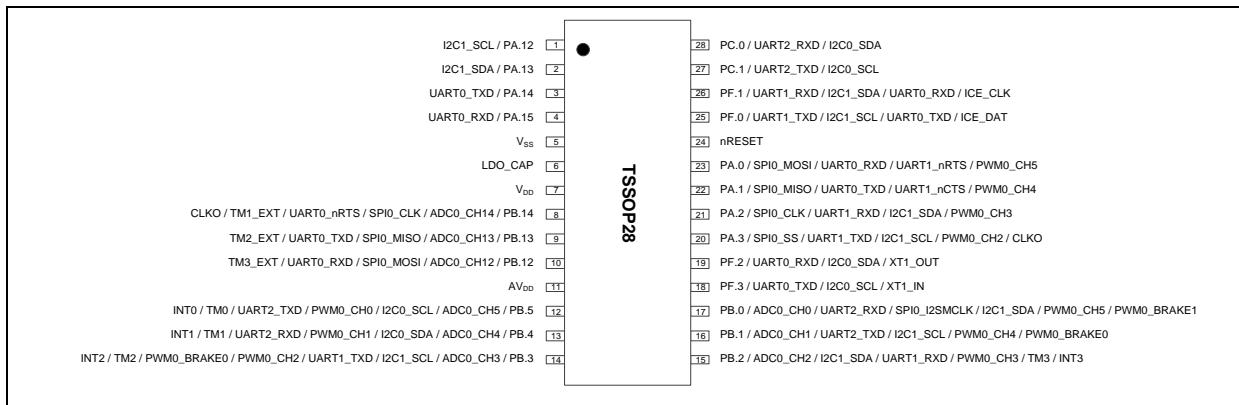 I2C1_SCL / PA.12 1
I2C1_SDA / PA.13 2
UART0_TXD / PA.14 3
UART0_RXD / PA.15 4
VSS 5
LDO_CAP 6
VDD 7
CLKO / TM1_EXT / UART0_nRTS / SPI0_CLK / ADC0_CH14 / PB.14 8
TM2_EXT / UART0_TXD / SPI0_MISO / ADC0_CH13 / PB.13 9
TM3_EXT / UART0_RXD / SPI0_MOSI / ADC0_CH12 / PB.12 10
AVDD 11
INT0 / TM0 / UART2_TXD / PWM0_CH0 / I2C0_SCL / ADC0_CH5 / PB.5 12
INT1 / TM1 / UART2_RXD / PWM0_CH1 / I2C0_SDA / ADC0_CH4 / PB.4 13
INT2 / TM2 / PWM0_BRAKE0 / PWM0_CH2 / UART1_TXD / I2C1_SCL / ADC0_CH3 / PB.3 14
TSSOP28
28 PC.0 / UART2_RXD / I2C0_SDA
27 PC.1 / UART2_TXD / I2C0_SCL
26 PF.1 / UART1_RXD / I2C1_SDA / UART0_RXD / ICE_CLK
25 PF.0 / UART1_TXD / I2C1_SCL / UART0_TXD / ICE_DAT
24 nRESET
23 PA.0 / SPI0_MOSI / UART0_RXD / UART1_nRTS / PWM0_CH5
22 PA.1 / SPI0_MISO / UART0_TXD / UART1_nCTS / PWM0_CH4
21 PA.2 / SPI0_CLK / UART1_RXD / I2C1_SDA / PWM0_CH3
20 PA.3 / SPI0_SS / UART1_TXD / I2C1_SCL / PWM0_CH2 / CLKO
19 PF.2 / UART0_RXD / I2C0_SDA / XT1_OUT
18 PF.3 / UART0_TXD / I2C0_SCL / XT1_IN
17 PB.0 / ADC0_CH0 / UART2_RXD / SPI0_I2SMCLK / I2C1_SDA / PWM0_CH5 / PWM0_BRAKE1
16 PB.1 / ADC0_CH1 / UART2_TXD / I2C1_SCL / PWM0_CH4 / PWM0_BRAKE0
15 PB.2 / ADC0_CH2 / I2C1_SDA / UART1_RXD / PWM0_CH3 / TM3 / INT3